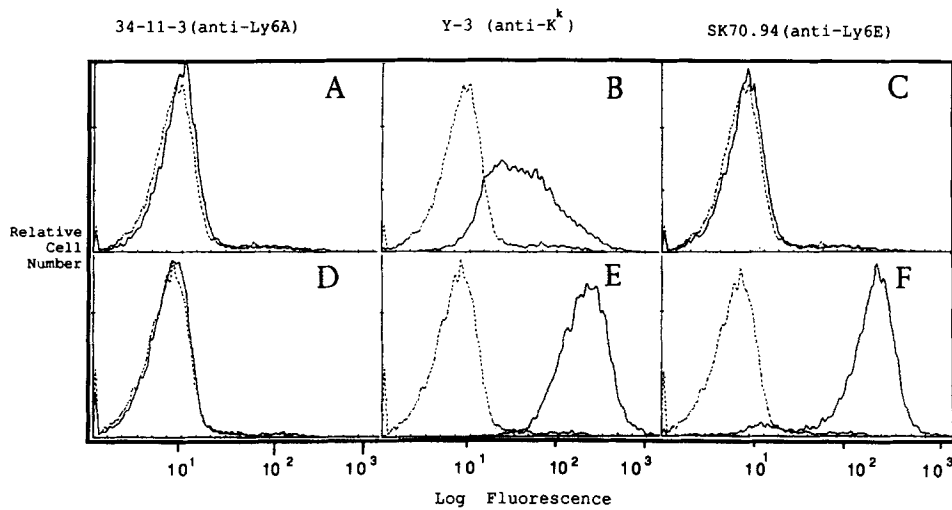 34-11-3(anti-Ly6A)
Y-3 (anti-K^k)
SK70.94(anti-Ly6E)
A
B
C
Relative
Cell
Number
D
E
F
10^1 10^2 10^3
10^1 10^2 10^3
10^1 10^2 10^3
Log Fluorescence